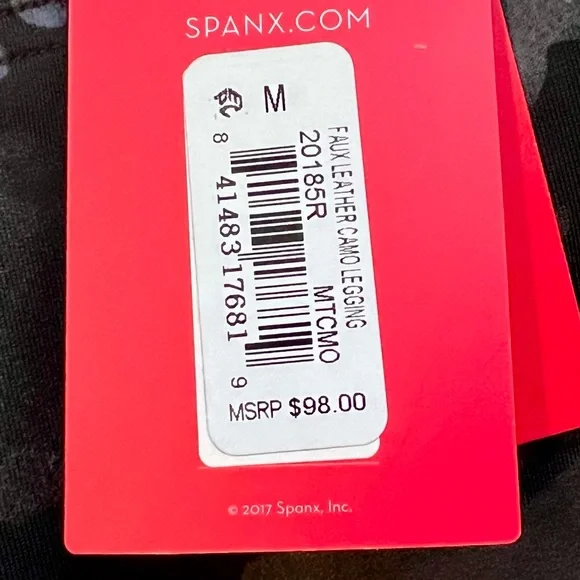 SPANX.COM
M
FAUX LEATHER CAMO LEGGING
20185R MTCMO
8 41483 17681 9
MSRP $98.00
© 2017 Spanx, Inc.